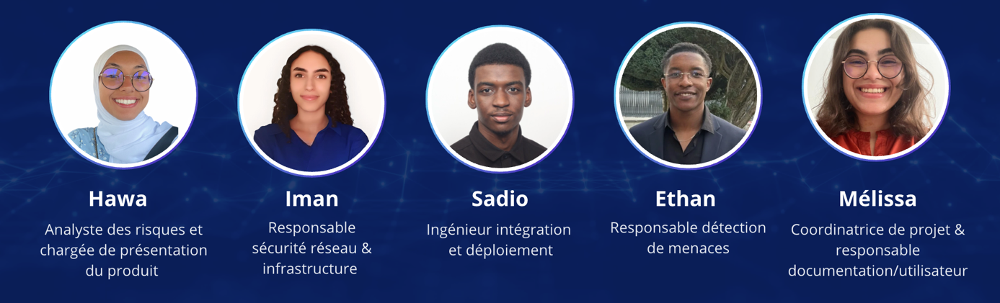 Hawa
Analyste des risques et
chargée de présentation
du produit
Iman
Responsable
sécurité réseau &
infrastructure
Sadio
Ingénieur intégration
et déploiement
Ethan
Responsable détection
de menaces
Mélissa
Coordinatrice de projet &
responsable
documentation/utilisateur